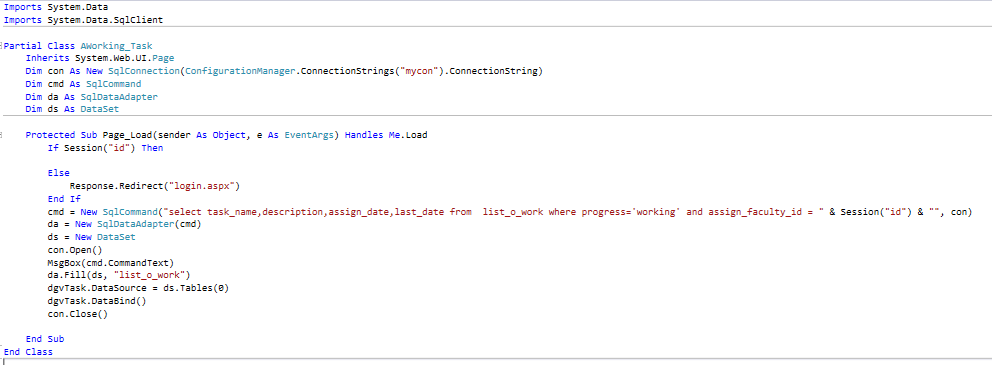 Imports System.Data
Imports System.Data.SqlClient
Partial Class AWorking_Task
Inherits System.Web.UI.Page
Dim con As New SqlConnection(ConfigurationManager.ConnectionStrings("mycon").ConnectionString)
Dim cmd As SqlCommand
Dim da As SqlDataAdapter
Dim ds As DataSet
Protected Sub Page_Load(sender As Object, e As EventArgs) Handles Me.Load
If Session("id") Then
Else
Response.Redirect("login.aspx")
End If
cmd = New SqlCommand("select task_name,description,assign_date,last_date from  list_o_work where progress='working' and assign_faculty_id = " & Session("id") & "", con)
da = New SqlDataAdapter(cmd)
ds = New DataSet
con.Open()
MsgBox(cmd.CommandText)
da.Fill(ds, "list_o_work")
dgvTask.DataSource = ds.Tables(0)
dgvTask.DataBind()
con.Close()
End Sub
End Class